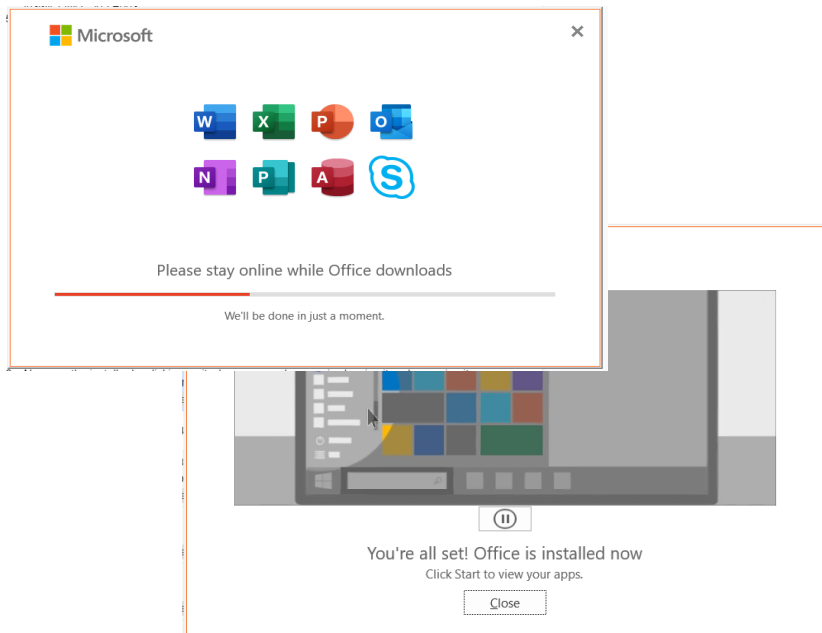 Microsoft
W X P O
N P A S
Please stay online while Office downloads
We'll be done in just a moment.
You're all set! Office is installed now
Click Start to view your apps.
Close